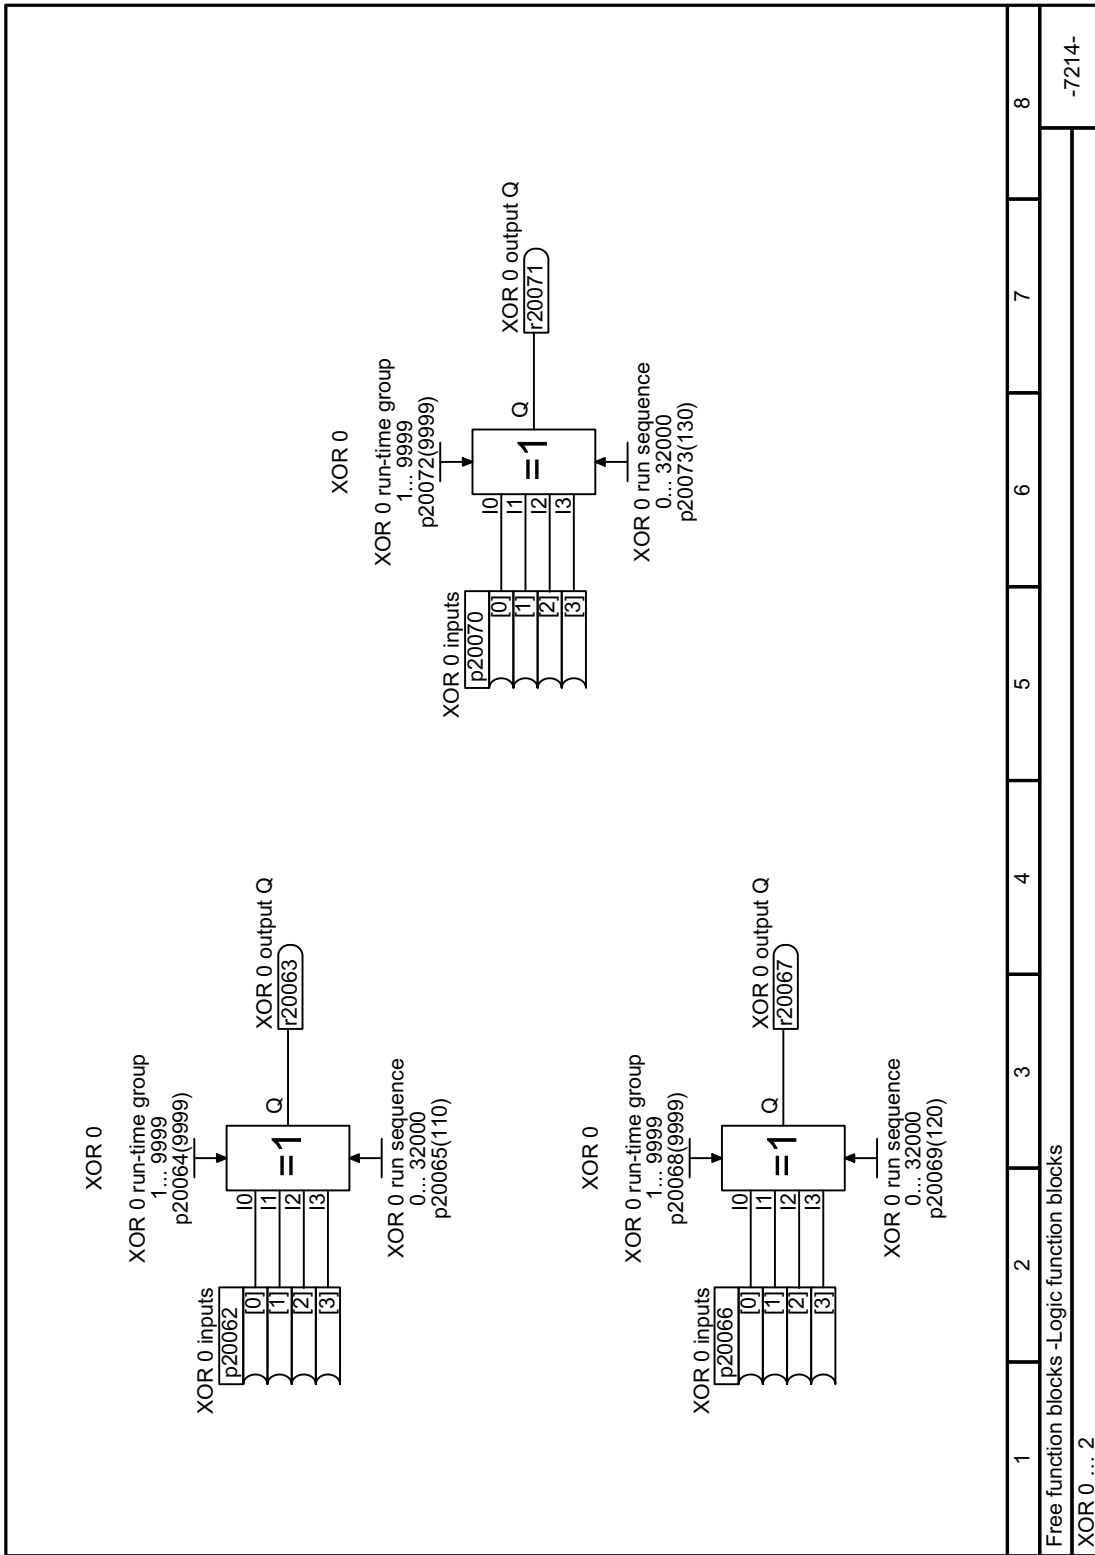 XOR 0
XOR 0 run-time group
1... 9999
p20064(9999)
XOR 0 inputs
p20062
[0]
[1]
[2]
[3]
I0
I1
I2
I3
=1
Q
XOR 0 output Q
r20063
XOR 0 run sequence
0... 32000
p20065(110)
XOR 0
XOR 0 run-time group
1... 9999
p20068(9999)
XOR 0 inputs
p20066
[0]
[1]
[2]
[3]
I0
I1
I2
I3
=1
Q
XOR 0 output Q
r20067
XOR 0 run sequence
0... 32000
p20069(120)
XOR 0
XOR 0 run-time group
1... 9999
p20072(9999)
XOR 0 inputs
p20070
[0]
[1]
[2]
[3]
I0
I1
I2
I3
=1
Q
XOR 0 output Q
r20071
XOR 0 run sequence
0... 32000
p20073(130)
1 2 3 4 5 6 7 8
Free function blocks -Logic function blocks
XOR 0 ... 2
-7214-